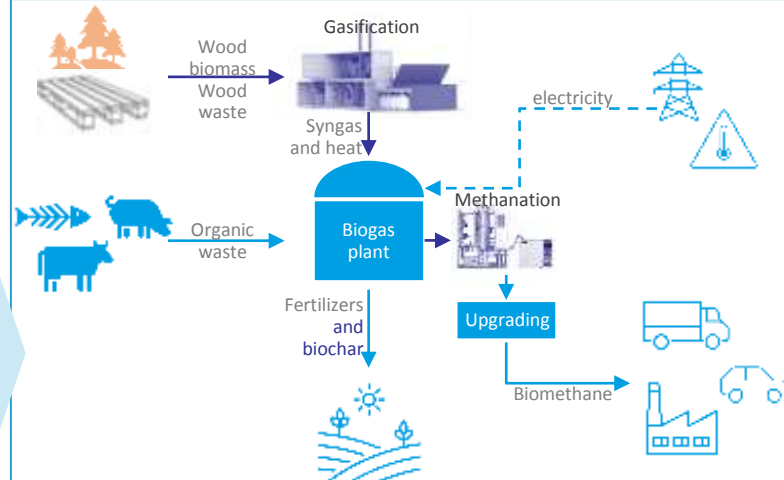 Gasification
Wood
biomass
Wood
waste
electricity
Syngas
and heat
Methanation
Organic
waste
Biogas
plant
Fertilizers
and
biochar
Upgrading
Biomethane